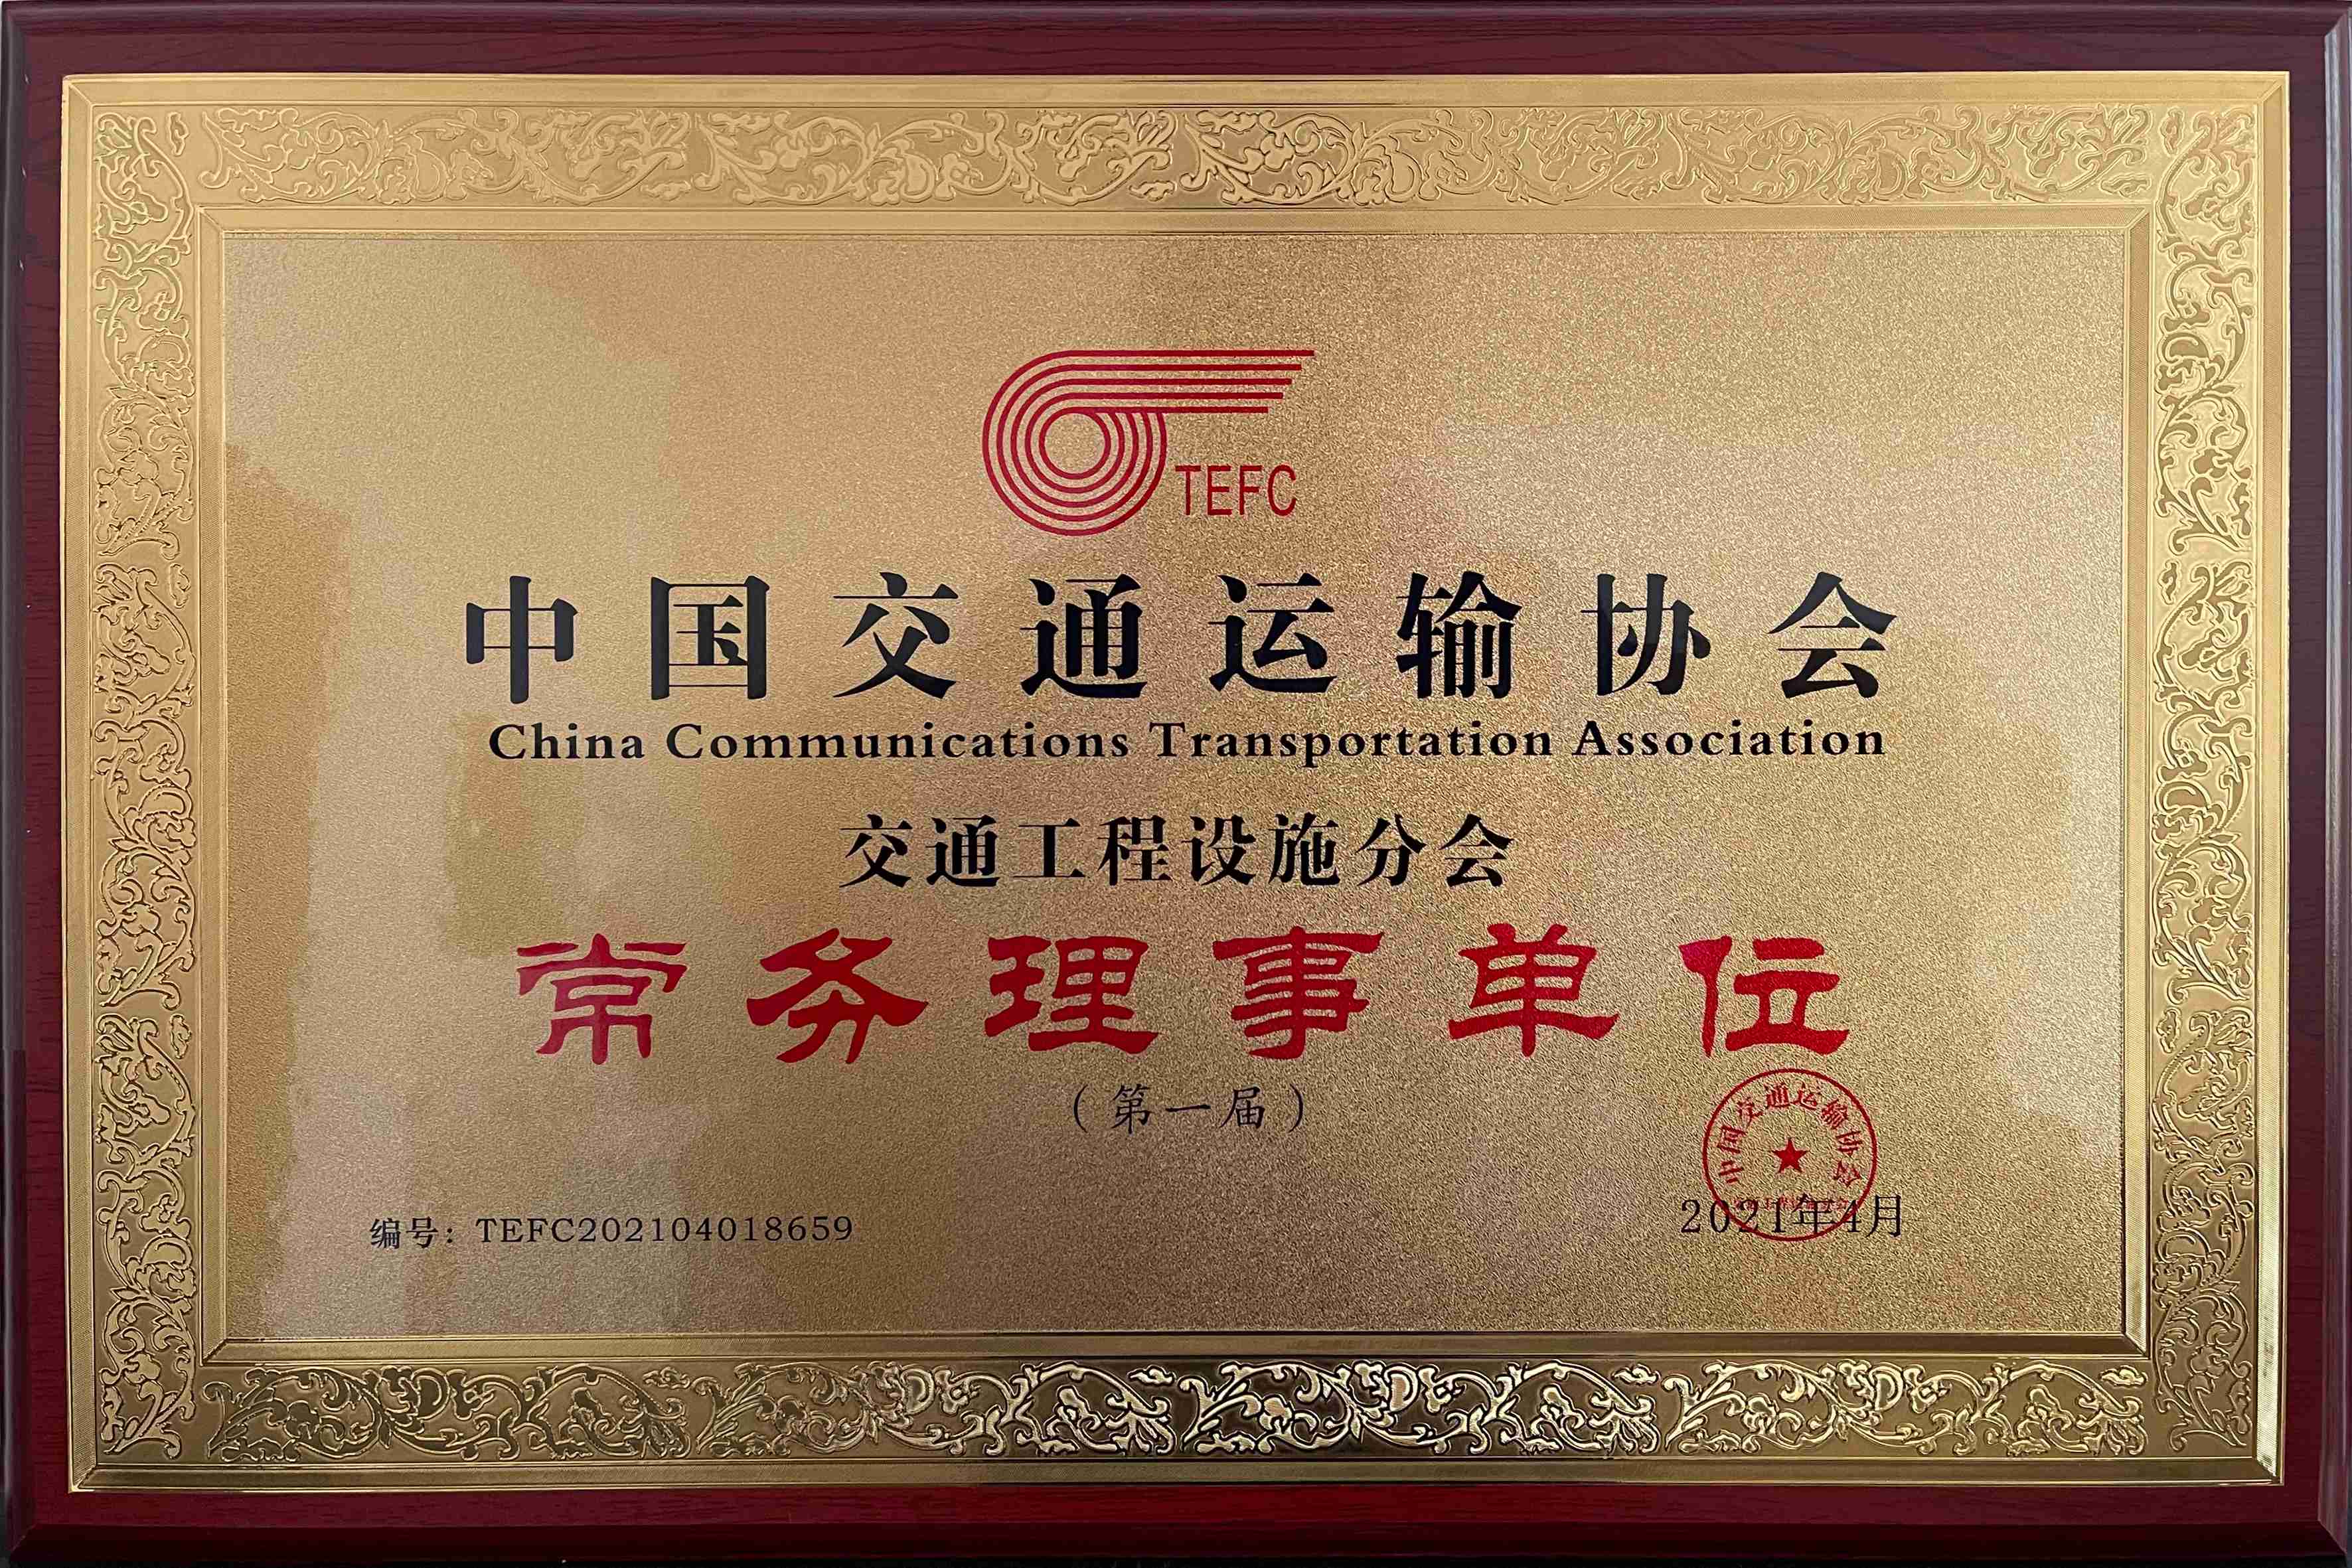 TEFC
中国交通运输协会
China Communications Transportation Association
交通工程设施分会
常务理事单位
（第一届）
中国交通运输协会
编号：TEFC202104018659
2021年4月